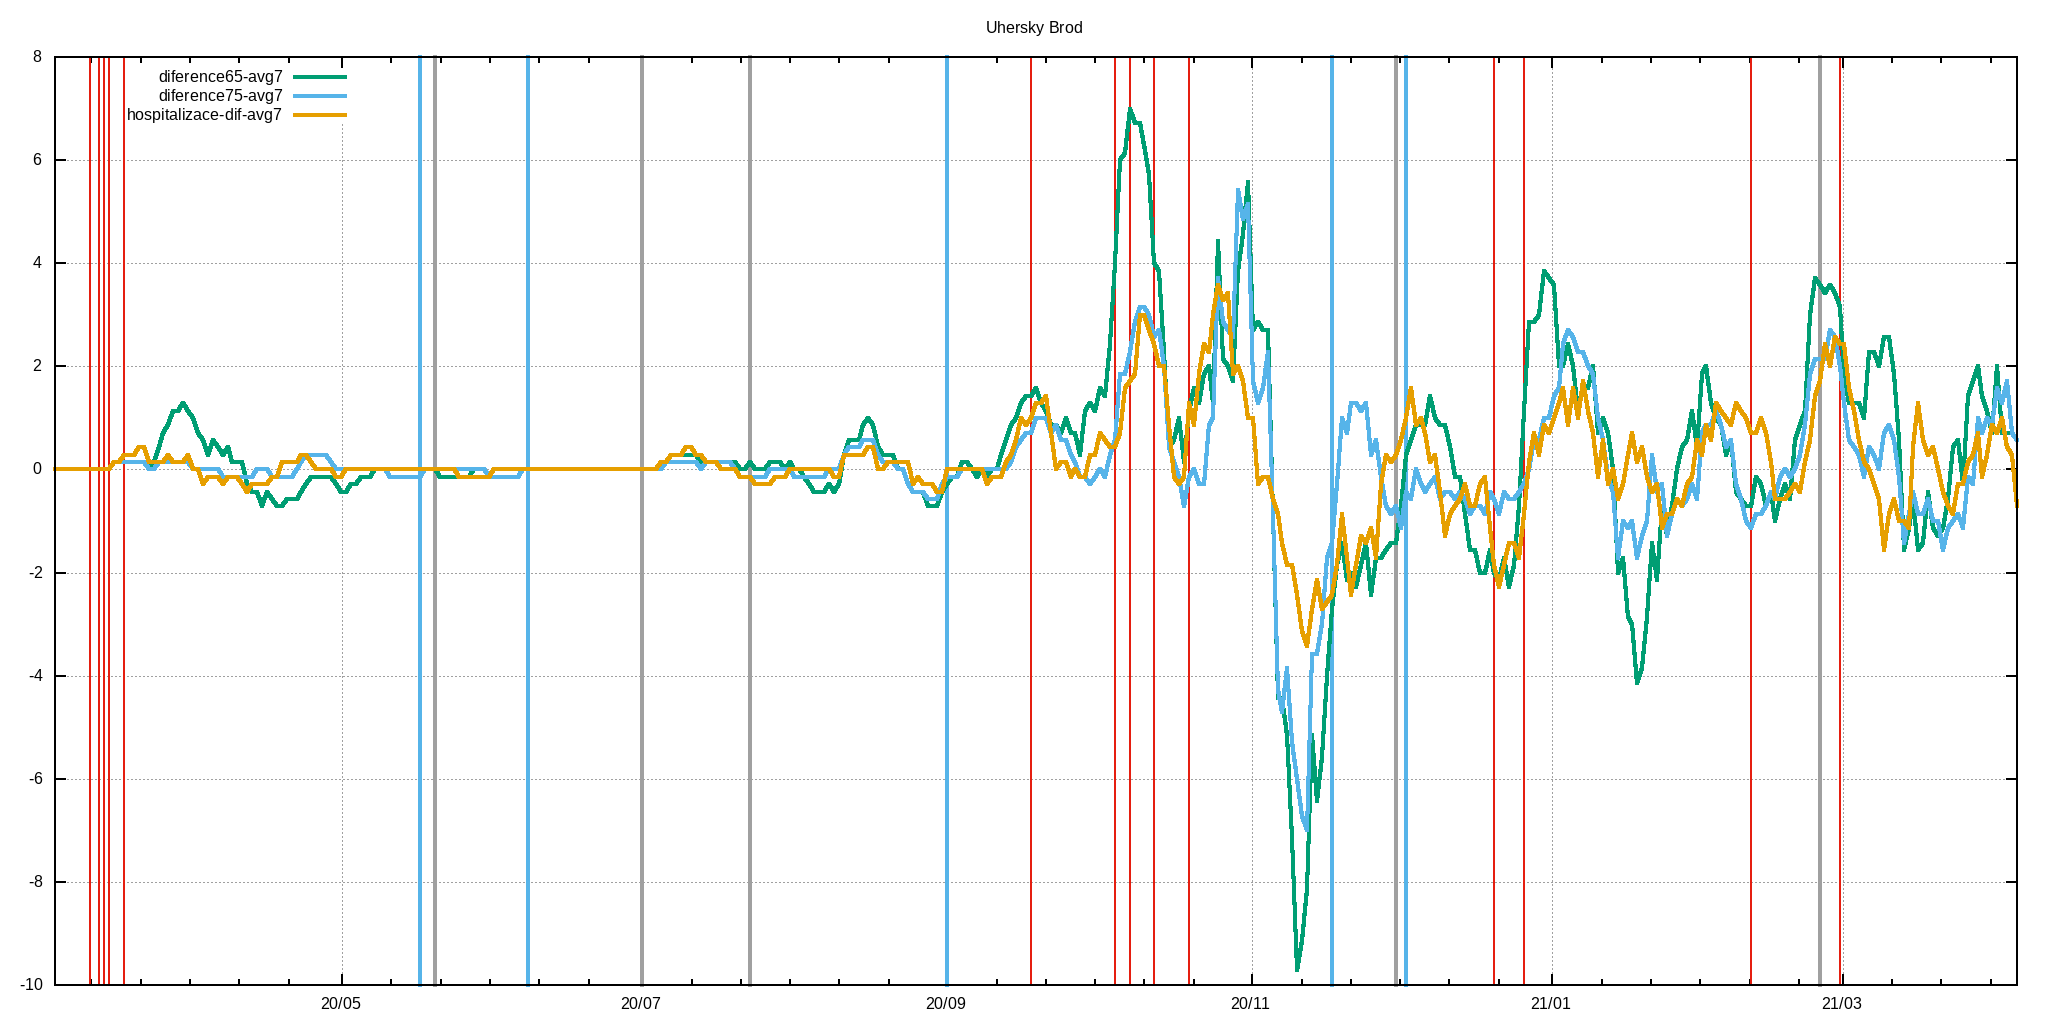 Uhersky Brod
diference65-avg7
diference75-avg7
hospitalizace-dif-avg7
8
6
4
2
0
-2
-4
-6
-8
-10
20/05 20/07 20/09 20/11 21/01 21/03